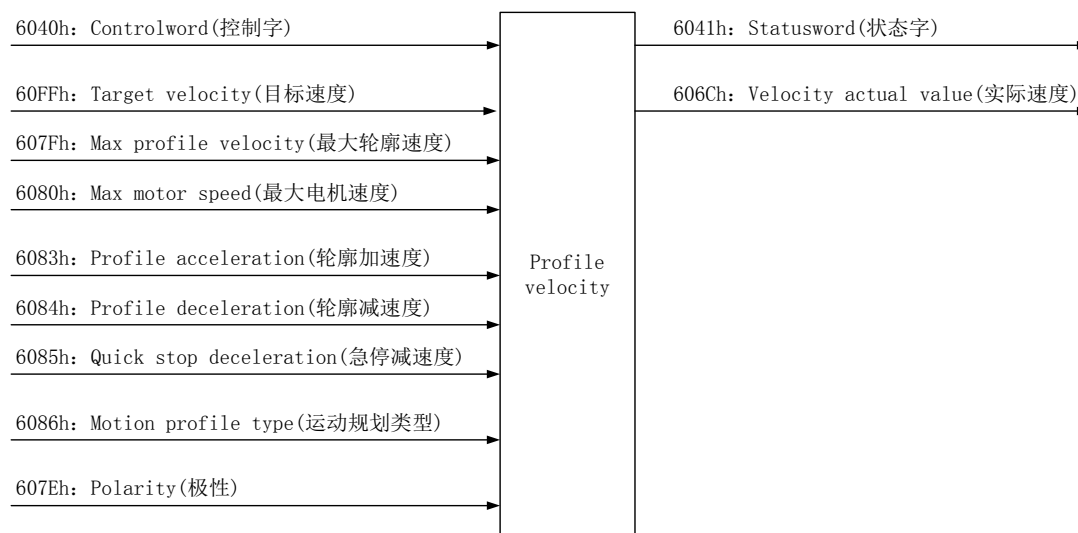 6040h：Controlword(控制字)
60FFh：Target velocity(目标速度)
607Fh：Max profile velocity(最大轮廓速度)
6080h：Max motor speed(最大电机速度)
6083h：Profile acceleration(轮廓加速度)
6084h：Profile deceleration(轮廓减速度)
6085h：Quick stop deceleration(急停减速度)
6086h：Motion profile type(运动规划类型)
607Eh：Polarity(极性)
Profile
velocity
6041h：Statusword(状态字)
606Ch：Velocity actual value(实际速度)